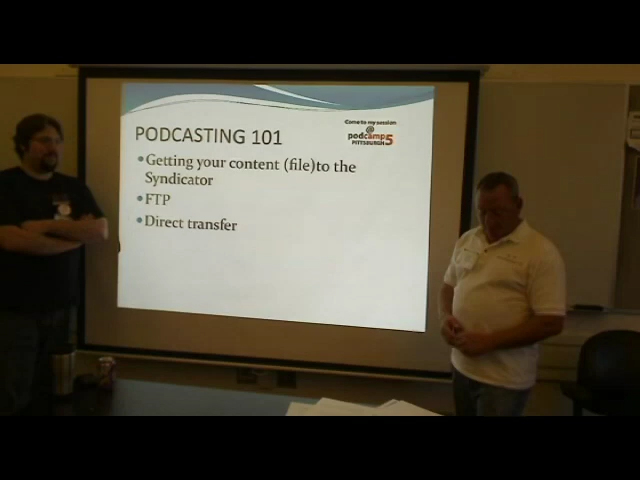 PODCASTING 101
Come to my session
@
podcamp5
PITTSBURGH
• Getting your content (file)to the
Syndicator
• FTP
• Direct transfer